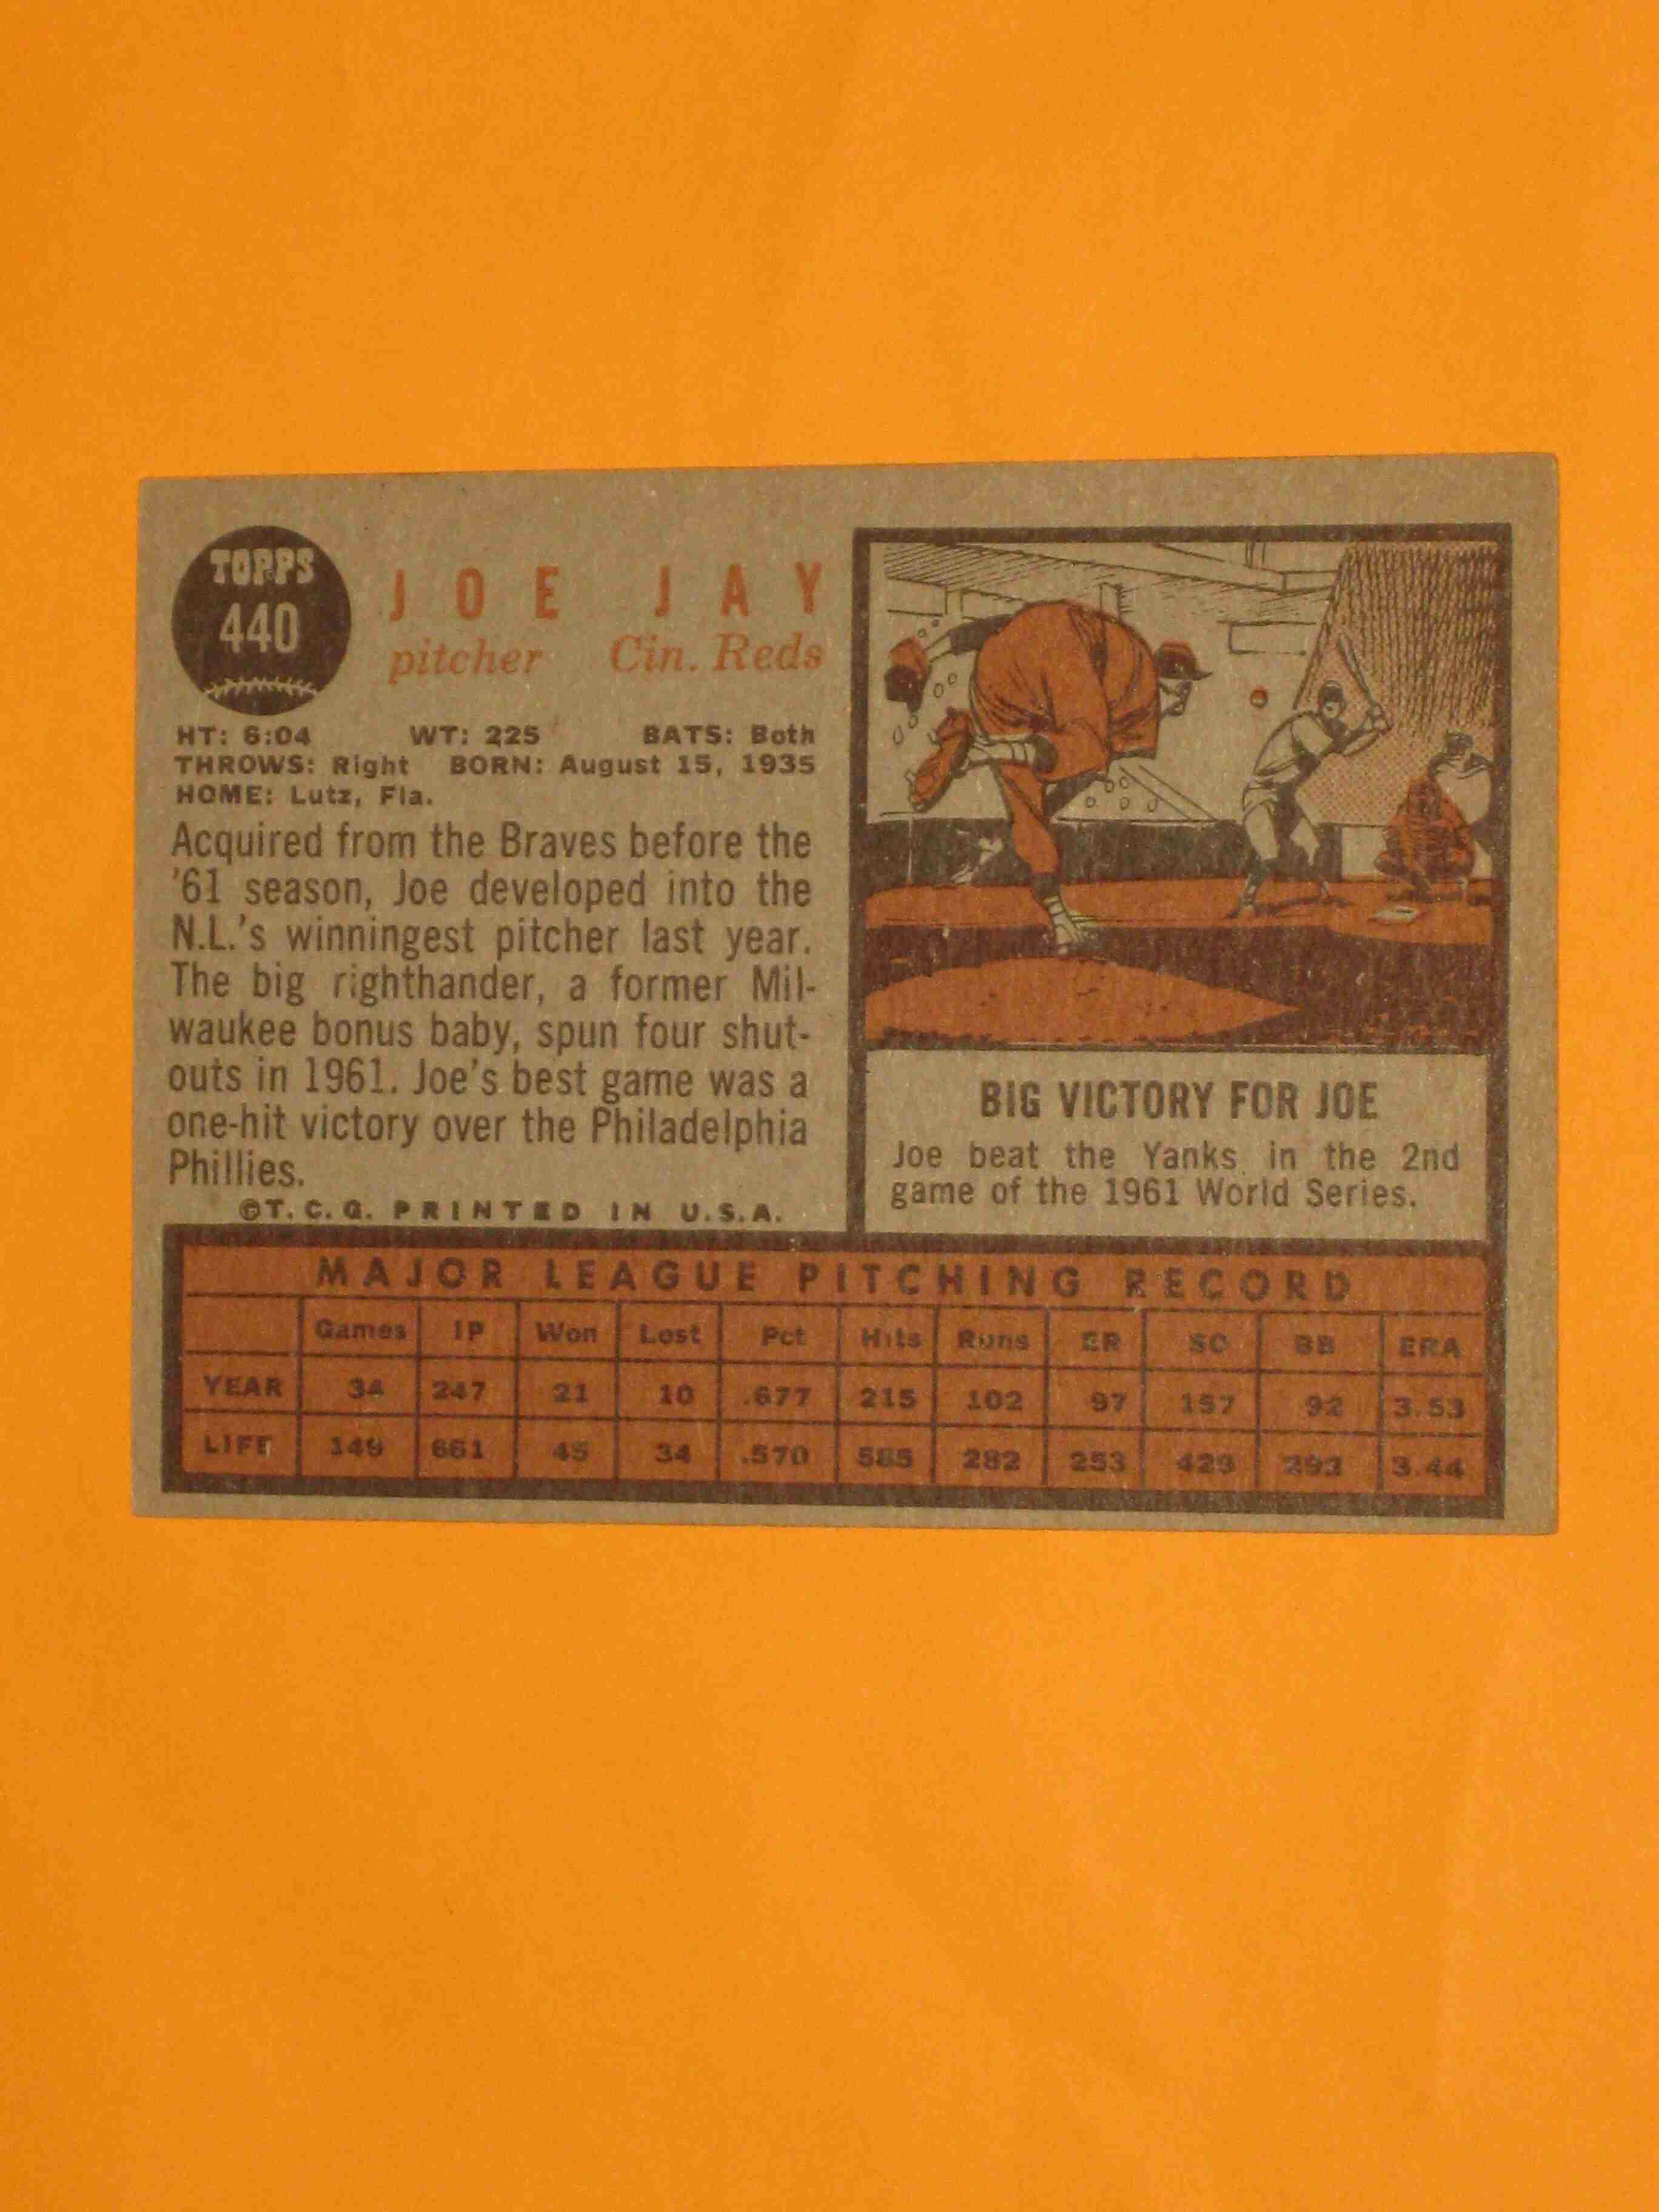 TOPPS
440
JOE JAY
pitcher Cin. Reds
HT: 6:04 WT: 225 BATS: Both
THROWS: Right BORN: August 15, 1935
HOME: Lutz, Fla.
Acquired from the Braves before the
'61 season, Joe developed into the
N.L.'s winningest pitcher last year.
The big righthander, a former Mil-
waukee bonus baby, spun four shut-
outs in 1961. Joe's best game was a
one-hit victory over the Philadelphia
Phillies.
©T.C.G. PRINTED IN U.S.A.
BIG VICTORY FOR JOE
Joe beat the Yanks in the 2nd
game of the 1961 World Series.
MAJOR LEAGUE PITCHING RECORD
Games IP Won Lost Pct Hits Runs ER SO BB ERA
YEAR 34 247 21 10 .677 215 102 97 157 92 3.53
LIFE 149 661 45 34 .570 585 282 253 429 293 3.44